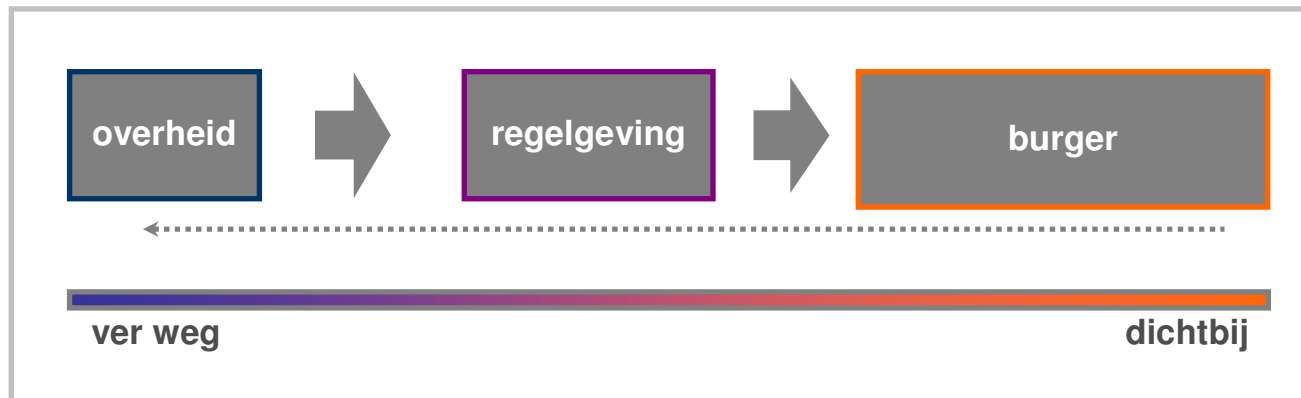 overheid
regelgeving
burger
ver weg
dichtbij